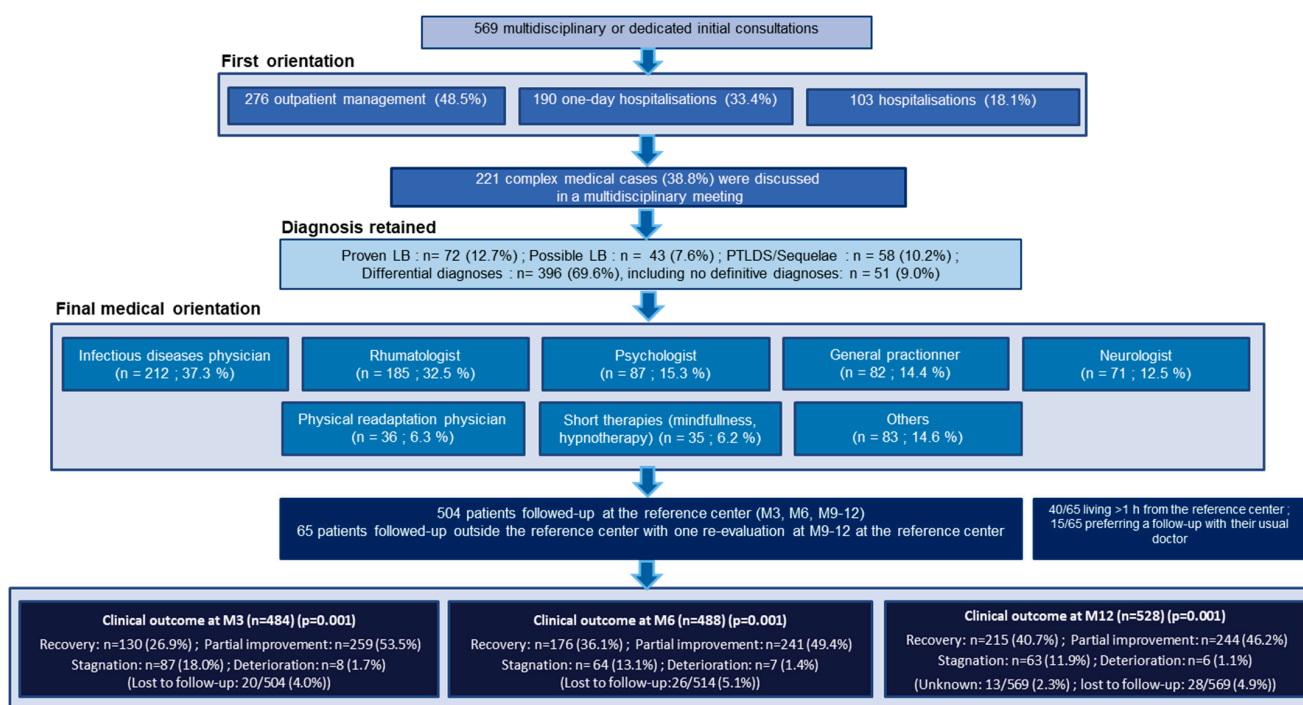 569 multidisciplinary or dedicated initial consultations
First orientation
276 outpatient management (48.5%)
190 one-day hospitalisations (33.4%)
103 hospitalisations (18.1%)
221 complex medical cases (38.8%) were discussed
in a multidisciplinary meeting
Diagnosis retained
Proven LB : n= 72 (12.7%) ; Possible LB : n = 43 (7.6%) ; PTLDS/Sequelae : n = 58 (10.2%) ;
Differential diagnoses : n= 396 (69.6%), including no definitive diagnoses: n = 51 (9.0%)
Final medical orientation
Infectious diseases physician
(n = 212 ; 37.3 %)
Rhumatologist
(n = 185 ; 32.5 %)
Psychologist
(n = 87 ; 15.3 %)
General practionner
(n = 82 ; 14.4 %)
Neurologist
(n = 71 ; 12.5 %)
Physical readaptation physician
(n = 36 ; 6.3 %)
Short therapies (mindfullness,
hypnotherapy) (n = 35 ; 6.2 %)
Others
(n = 83 ; 14.6 %)
504 patients followed-up at the reference center (M3, M6, M9-12)
65 patients followed-up outside the reference center with one re-evaluation at M9-12 at the reference center
40/65 living >1 h from the reference center ;
15/65 preferring a follow-up with their usual
doctor
Clinical outcome at M3 (n=484) (p=0.001)
Recovery: n=130 (26.9%) ; Partial improvement: n=259 (53.5%)
Stagnation: n=87 (18.0%) ; Deterioration: n=8 (1.7%)
(Lost to follow-up: 20/504 (4.0%))
Clinical outcome at M6 (n=488) (p=0.001)
Recovery: n=176 (36.1%) ; Partial improvement: n=241 (49.4%)
Stagnation: n= 64 (13.1%) ; Deterioration: n=7 (1.4%)
(Lost to follow-up:26/514 (5.1%))
Clinical outcome at M12 (n=528) (p=0.001)
Recovery: n=215 (40.7%) ; Partial improvement: n=244 (46.2%)
Stagnation: n=63 (11.9%) ; Deterioration: n=6 (1.1%)
(Unknown: 13/569 (2.3%) ; lost to follow-up: 28/569 (4.9%))